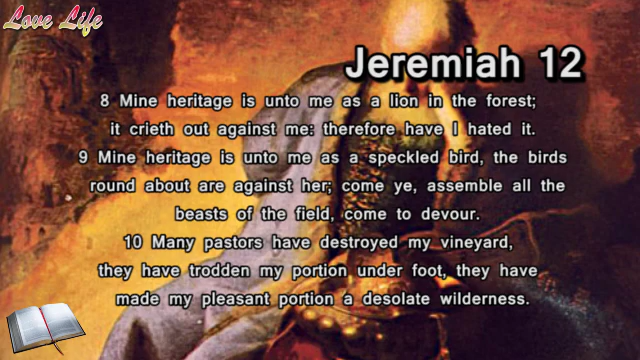 Love Life
Jeremiah 12
8 Mine heritage is unto me as a lion in the forest;
it crieth out against me: therefore have I hated it.
9 Mine heritage is unto me as a speckled bird, the birds
round about are against her; come ye, assemble all the
beasts of the field, come to devour.
10 Many pastors have destroyed my vineyard,
they have trodden my portion under foot, they have
made my pleasant portion a desolate wilderness.